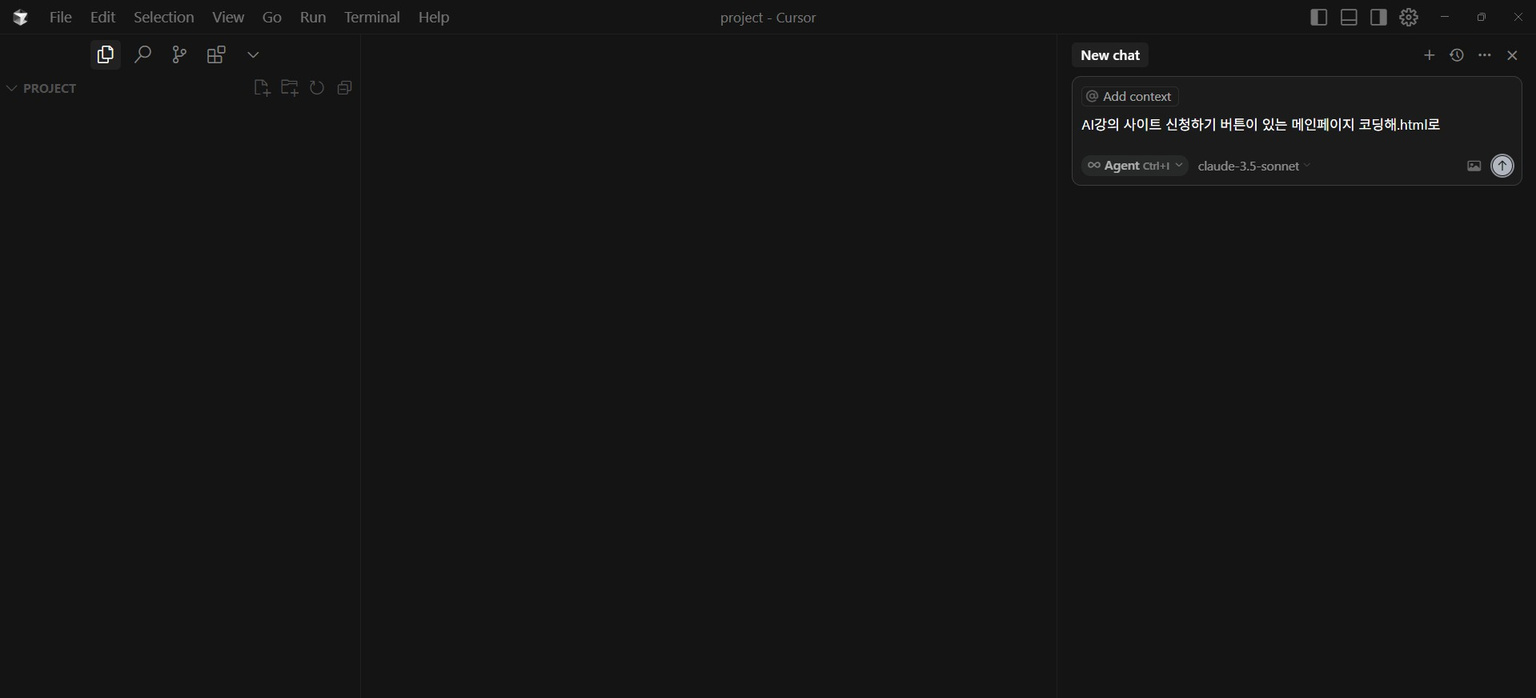 File Edit Selection View Go Run Terminal Help
project - Cursor
PROJECT
New chat
@ Add context
AI강의 사이트 신청하기 버튼이 있는 메인페이지 코딩해.html로
∞ Agent Ctrl+I claude-3.5-sonnet